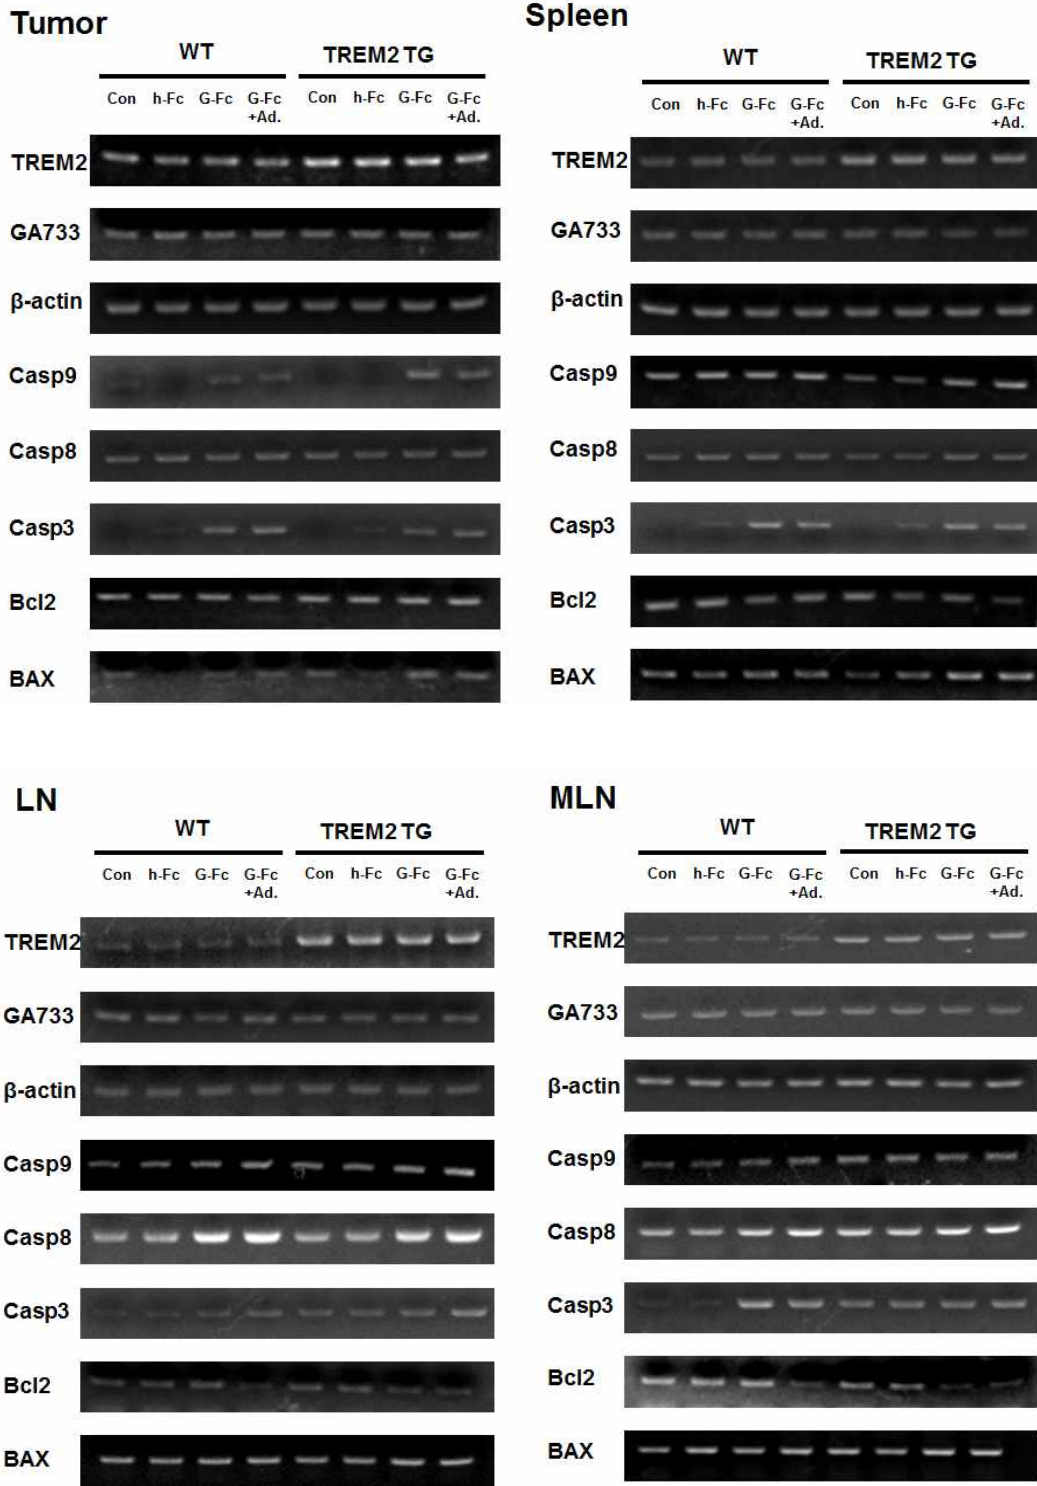 Tumor
WT TREM2 TG
Con h-Fc G-Fc G-Fc Con h-Fc G-Fc G-Fc
+Ad. +Ad.
TREM2
GA733
β-actin
Casp9
Casp8
Casp3
Bcl2
BAX
Spleen
WT TREM2 TG
Con h-Fc G-Fc G-Fc Con h-Fc G-Fc G-Fc
+Ad. +Ad.
TREM2
GA733
β-actin
Casp9
Casp8
Casp3
Bcl2
BAX
LN
WT TREM2 TG
Con h-Fc G-Fc G-Fc Con h-Fc G-Fc G-Fc
+Ad. +Ad.
TREM2
GA733
β-actin
Casp9
Casp8
Casp3
Bcl2
BAX
MLN
WT TREM2 TG
Con h-Fc G-Fc G-Fc Con h-Fc G-Fc G-Fc
+Ad. +Ad.
TREM2
GA733
β-actin
Casp9
Casp8
Casp3
Bcl2
BAX